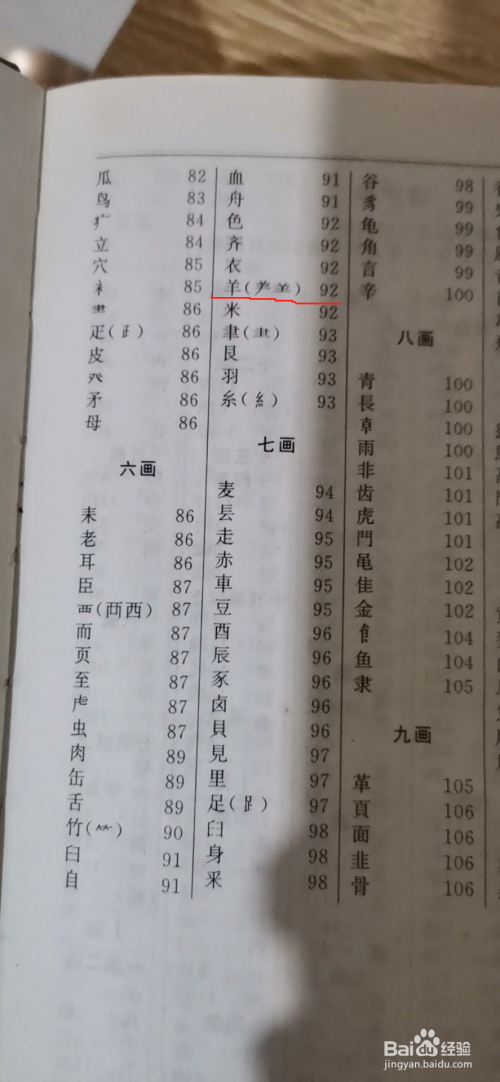 瓜 82
鸟 83
疒 84
立 84
穴 85
衤 85
⺻ 86
疋(⺪) 86
皮 86
癶 86
矛 86
母 86
六画
耒 86
老 86
耳 86
臣 87
覀(襾西) 87
而 87
页 87
至 87
虍 87
虫 87
肉 89
缶 89
舌 89
竹(⺮) 90
臼 91
自 91
血 91
舟 91
色 92
齐 92
衣 92
羊(⺶⺷) 92
米 92
聿(⺻) 93
艮 93
羽 93
糸(糹) 93
七画
麦 94
镸 94
走 95
赤 95
車 95
豆 95
酉 96
辰 96
豕 96
卤 96
貝 96
見 97
里 97
足(⻊) 97
臼 98
身 98
釆 98
谷 98
豸 99
龟 99
角 99
言 99
辛 100
八画
青 100
長 100
雨 100
非 101
齿 101
虎 101
門 101
黾 102
隹 102
金 102
飠 104
鱼 104
隶 105
九画
革 105
頁 106
面 106
韭 106
骨 106
Bai 百度 经验
jingyan.baidu.com